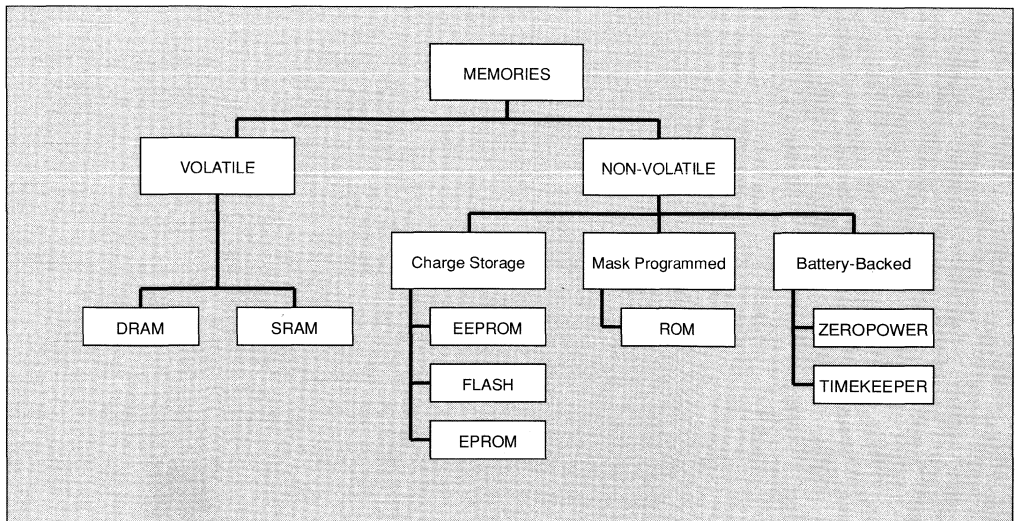 MEMORIES
VOLATILE
NON-VOLATILE
Charge Storage
Mask Programmed
Battery-Backed
DRAM
SRAM
EEPROM
ROM
ZEROPOWER
FLASH
TIMEKEEPER
EPROM